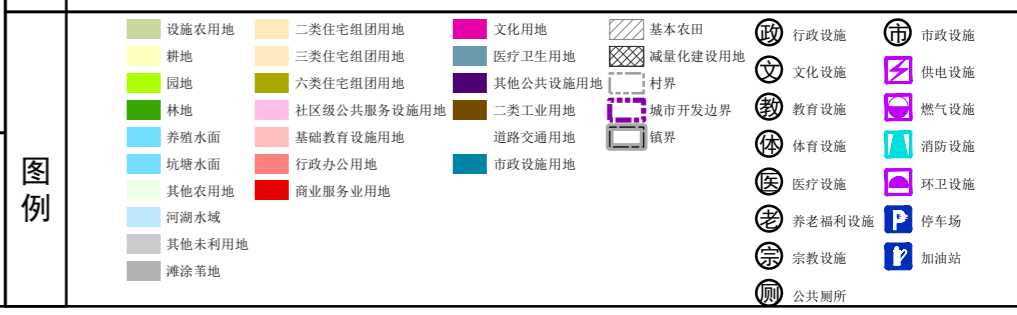 图例
设施农用地
耕地
园地
林地
养殖水面
坑塘水面
其他农用地
河湖水域
其他未利用地
滩涂苇地
二类住宅组团用地
三类住宅组团用地
六类住宅组团用地
社区级公共服务设施用地
基础教育设施用地
行政办公用地
商业服务业用地
文化用地
医疗卫生用地
其他公共设施用地
二类工业用地
道路交通用地
市政设施用地
基本农田
减量化建设用地
村界
城市开发边界
镇界
政 行政设施
文 文化设施
教 教育设施
体 体育设施
医 医疗设施
老 养老福利设施
宗 宗教设施
厕 公共厕所
市 市政设施
供电设施
燃气设施
消防设施
环卫设施
P 停车场
加油站